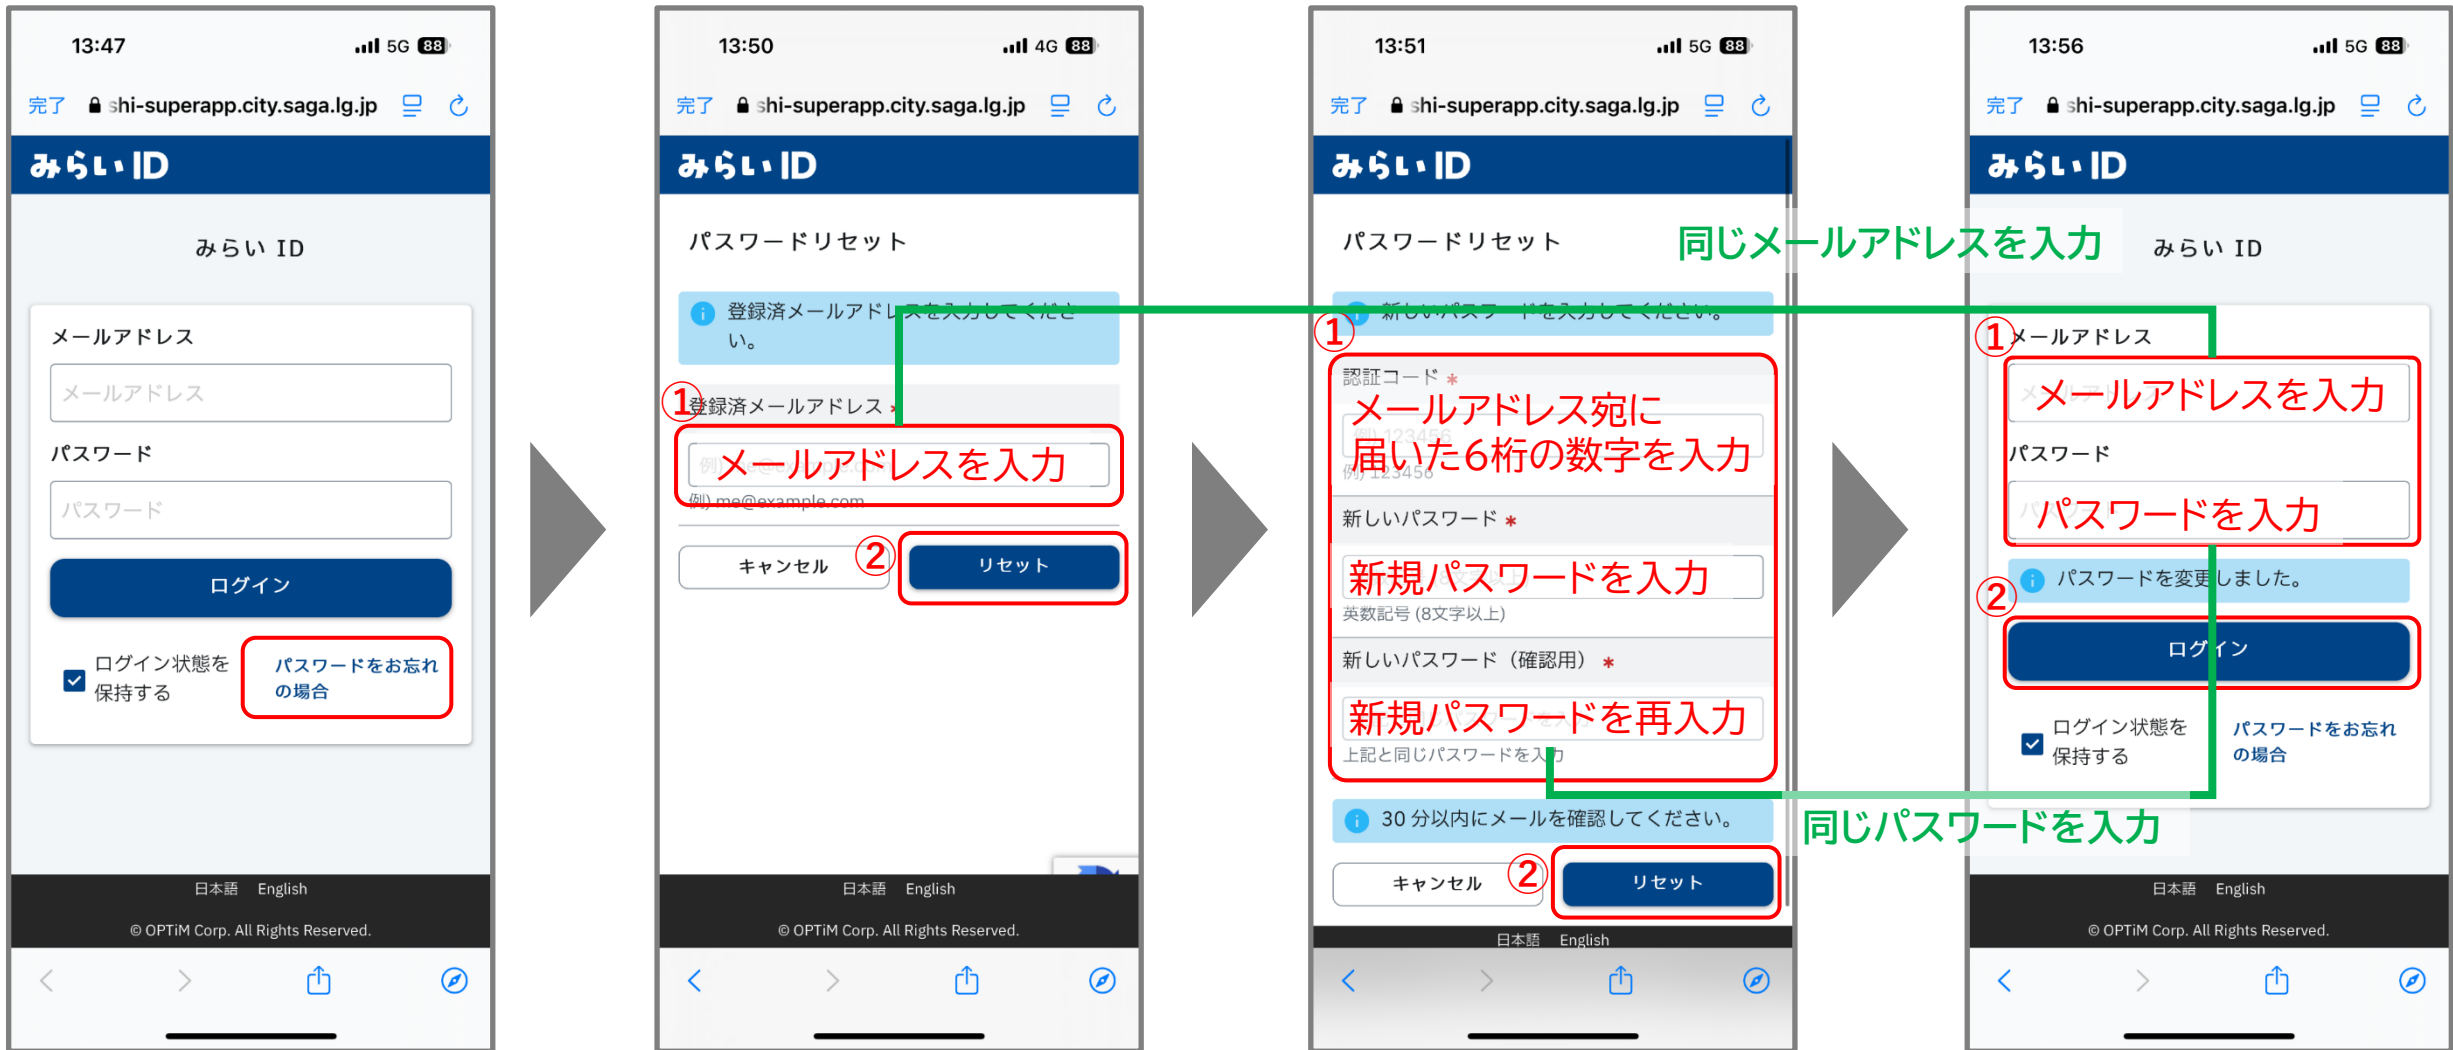 13:47
5G 88
完了 shi-superapp.city.saga.lg.jp
みらいID
みらい ID
メールアドレス
メールアドレス
パスワード
パスワード
ログイン
ログイン状態を
保持する
パスワードをお忘れ
の場合
日本語 English
© OPTiM Corp. All Rights Reserved.
13:50
4G 88
完了 shi-superapp.city.saga.lg.jp
みらいID
パスワードリセット
登録済メールアドレスを入力してくださ
い。
①
登録済メールアドレス *
メールアドレスを入力
例) me@example.com
キャンセル
②
リセット
日本語 English
© OPTiM Corp. All Rights Reserved.
13:51
5G 88
完了 shi-superapp.city.saga.lg.jp
みらいID
パスワードリセット
新しいパスワードを入力してください。
①
認証コード *
メールアドレス宛に
届いた6桁の数字を入力
例) 123456
新しいパスワード *
新規パスワードを入力
英数記号 (8文字以上)
新しいパスワード（確認用） *
新規パスワードを再入力
上記と同じパスワードを入力
30 分以内にメールを確認してください。
キャンセル
②
リセット
日本語 English
同じメールアドレスを入力
同じパスワードを入力
13:56
5G 88
完了 shi-superapp.city.saga.lg.jp
みらいID
みらい ID
①
メールアドレス
メールアドレスを入力
パスワード
パスワードを入力
パスワードを変更しました。
②
ログイン
ログイン状態を
保持する
パスワードをお忘れ
の場合
日本語 English
© OPTiM Corp. All Rights Reserved.